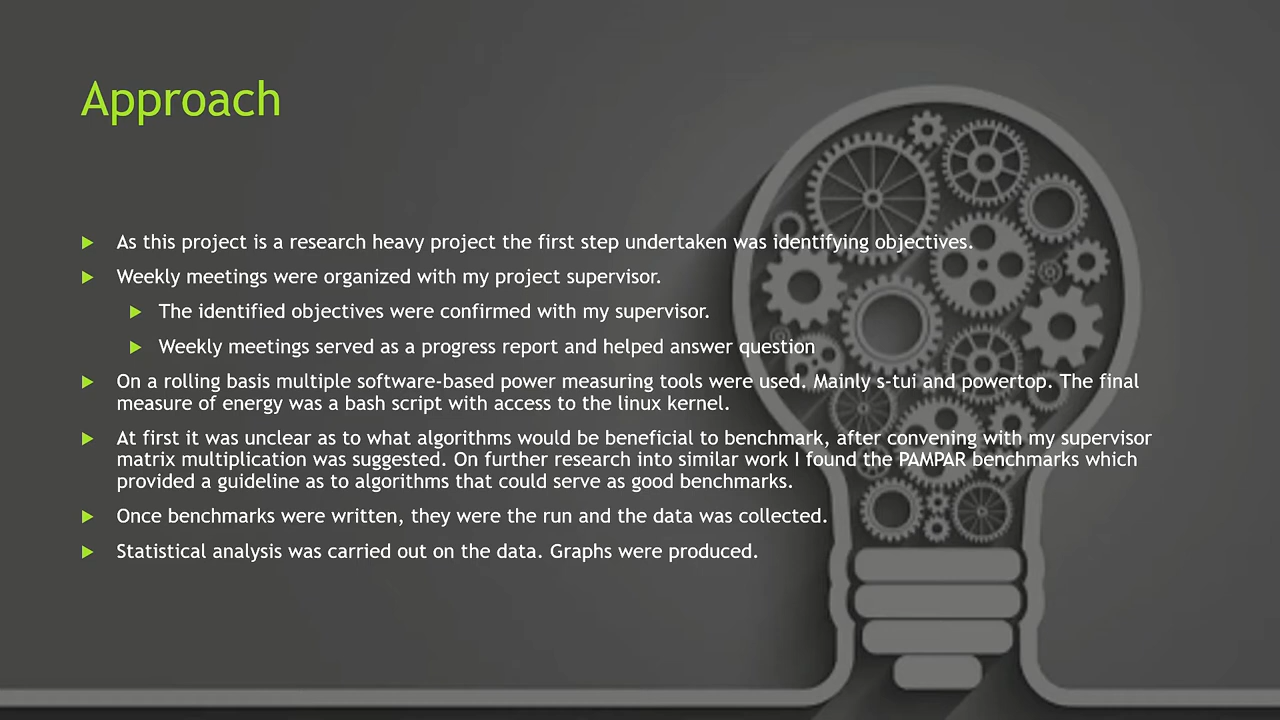 Approach
As this project is a research heavy project the first step undertaken was identifying objectives.
Weekly meetings were organized with my project supervisor.
The identified objectives were confirmed with my supervisor.
Weekly meetings served as a progress report and helped answer question
On a rolling basis multiple software-based power measuring tools were used. Mainly s-tui and powertop. The final
measure of energy was a bash script with access to the linux kernel.
At first it was unclear as to what algorithms would be beneficial to benchmark, after convening with my supervisor
matrix multiplication was suggested. On further research into similar work I found the PAMPAR benchmarks which
provided a guideline as to algorithms that could serve as good benchmarks.
Once benchmarks were written, they were the run and the data was collected.
Statistical analysis was carried out on the data. Graphs were produced.